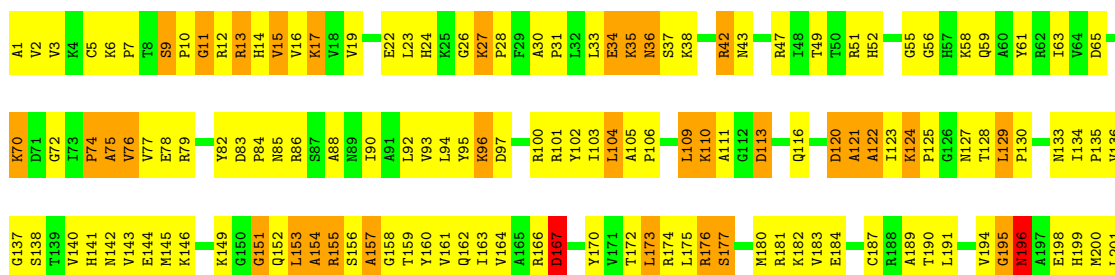 A1 V2 V3 K4 C5 K6 P7 T8 S9 P10 G11 R12 R13 H14 V15 V16 K17 V18 V19 E22 L23 H24 K25 G26 K27 P28 F29 A30 P31 L32 L33 E34 K35 N36 S37 K38 R42 N43 R47 I48 T49 T50 R51 H52 G55 G56 H57 K58 Q59 A60 Y61 R62 I63 V64 D65
K70 D71 G72 I73 P74 A75 V76 V77 E78 R79 Y82 D83 P84 N85 R86 S87 A88 N89 I90 A91 L92 V93 L94 Y95 K96 D97 R100 R101 Y102 I103 L104 A105 P106 L109 K110 A111 G112 D113 Q116 D120 A121 A122 I123 K124 P125 G126 N127 T128 L129 P130 N133 I134 P135 V136
G137 S138 T139 V140 H141 N142 V143 E144 M145 K146 K149 G150 G151 Q152 L153 A154 R155 S156 A157 G158 T159 Y160 V161 Q162 I163 V164 A165 R166 D167 Y170 V171 T172 L173 R174 L175 R176 S177 M180 R181 K182 V183 E184 C187 R188 A189 T190 L191 V194 G195 M196 A197 E198 H199 M200